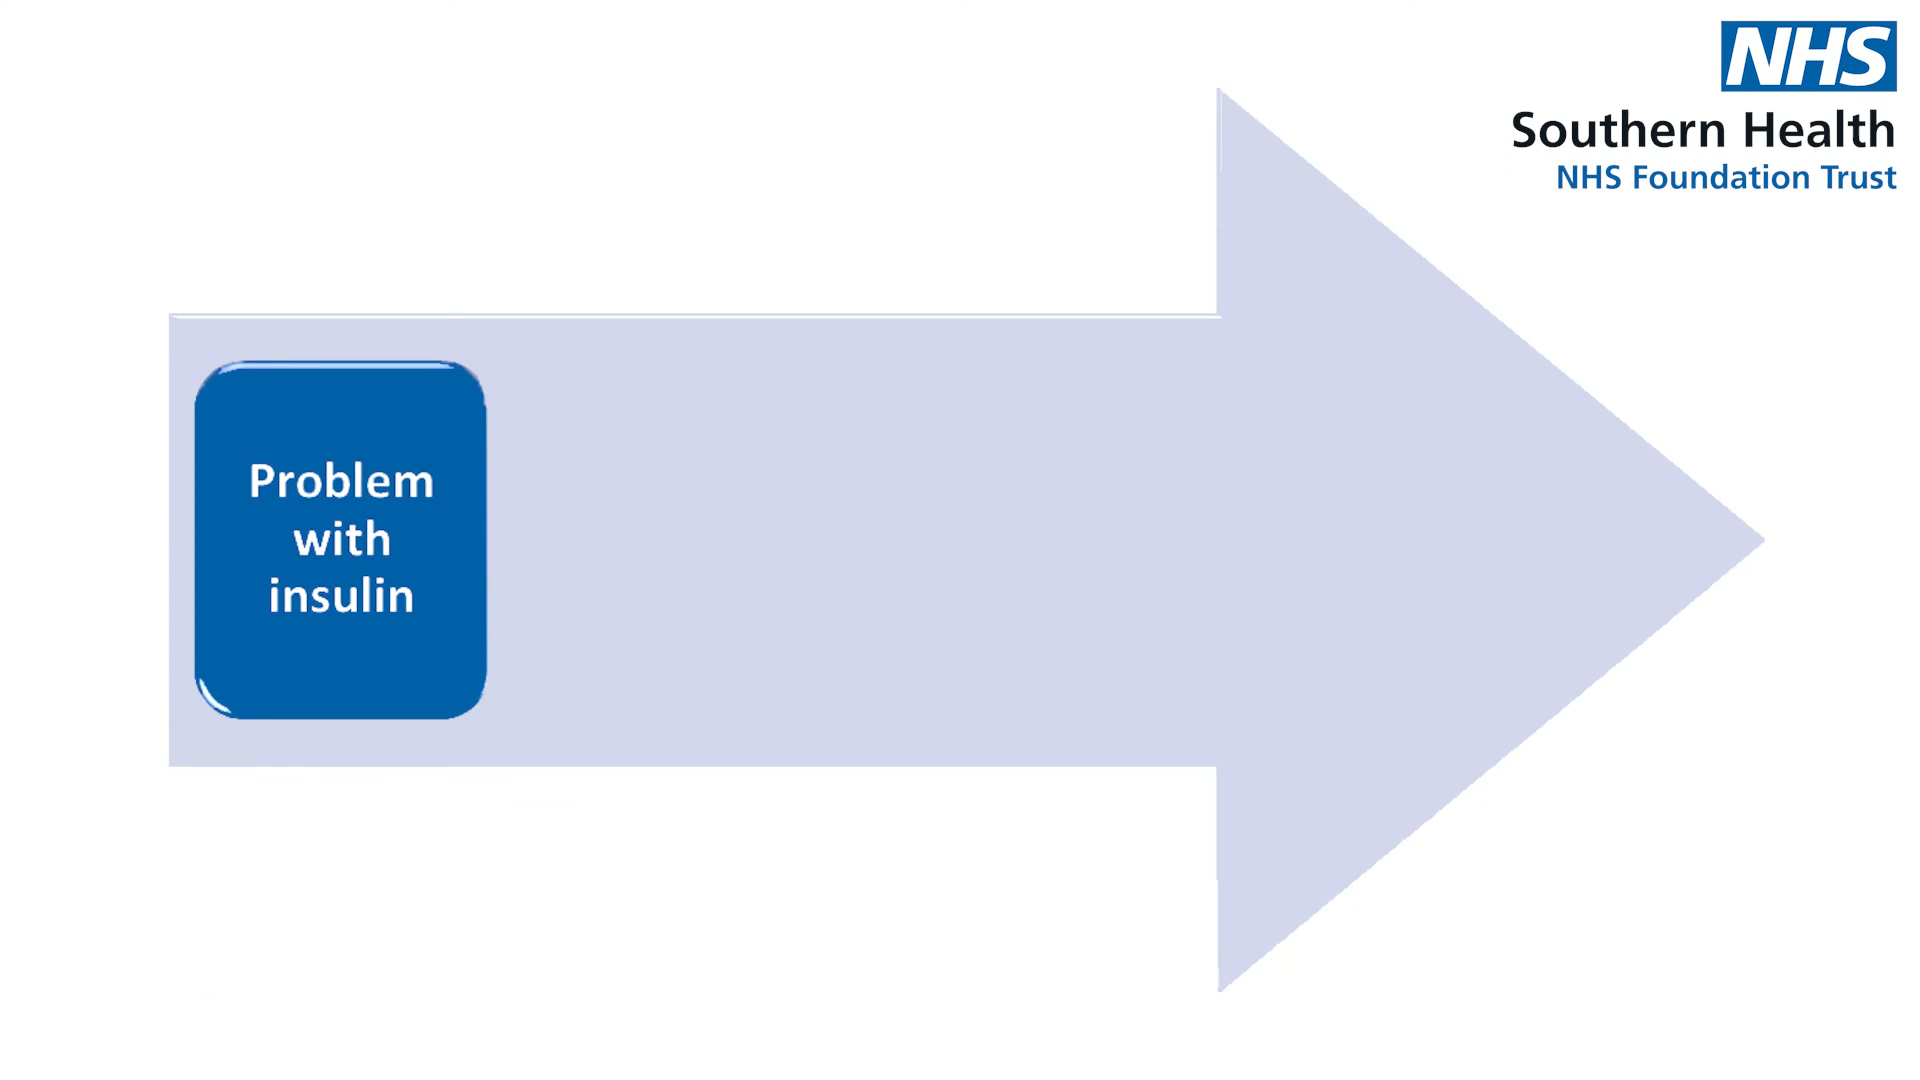 NHS
Southern Health
NHS Foundation Trust
Problem
with
insulin